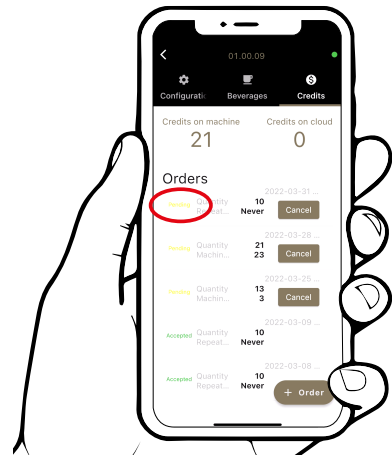 01.00.09
Configuratic Beverages Credits
Credits on machine Credits on cloud
21 0
Orders
2022-03-31 ...
Pending Quantity 10
Repeat... Never Cancel
2022-03-28 ...
Pending Quantity 21
Machin... 23 Cancel
2022-03-25 ...
Pending Quantity 13
Machin... 3 Cancel
2022-03-09 ...
Accepted Quantity 10
Repeat... Never
2022-03-08 ...
Accepted Quantity 10
Repeat... Never
+ Order